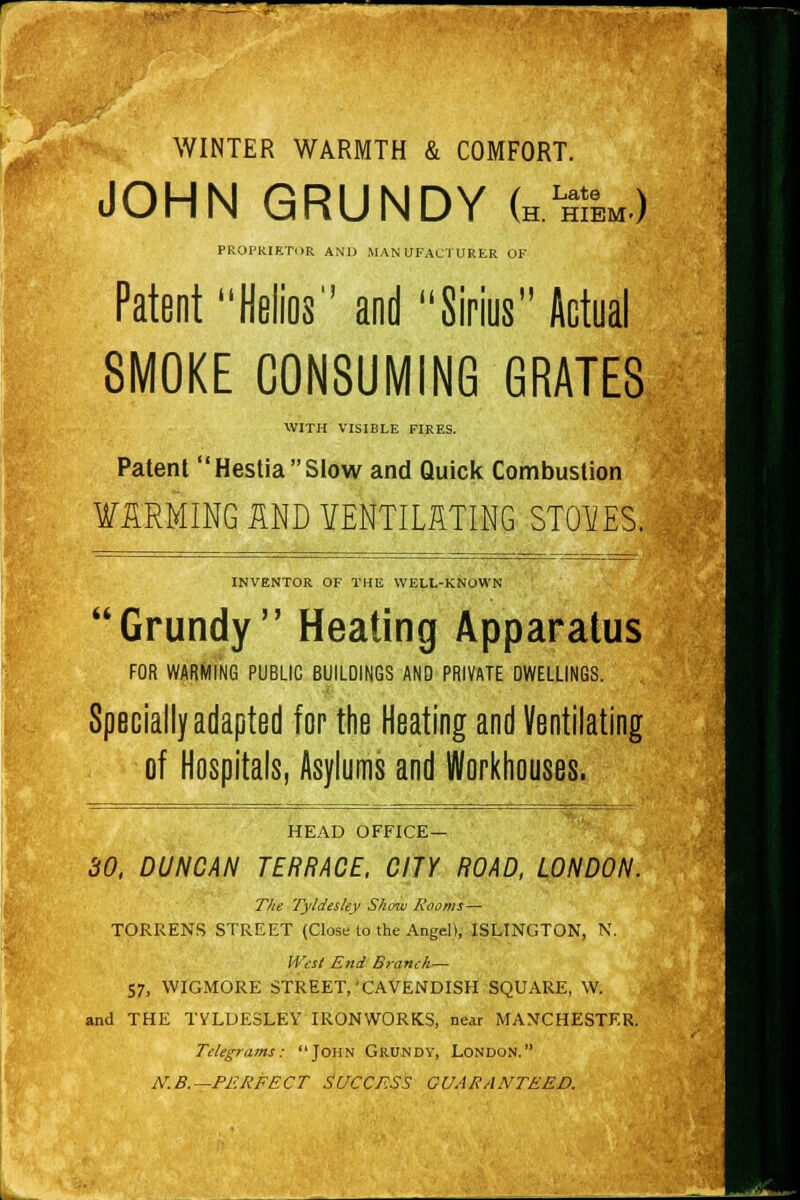 WINTER WARMTH & COMFORT.
JOHN GRUNDY (Late H. HIEM.)
PROPRIETOR AND MANUFACTURER OF
Patent "Helios" and "Sirius" Actual
SMOKE CONSUMING GRATES
WITH VISIBLE FIRES.
Patent "Hestia" Slow and Quick Combustion
WARMING AND VENTILATING STOVES.
INVENTOR OF THE WELL-KNOWN
"Grundy" Heating Apparatus
FOR WARMING PUBLIC BUILDINGS AND PRIVATE DWELLINGS.
Specially adapted for the Heating and Ventilating
of Hospitals, Asylums and Workhouses.
HEAD OFFICE—
30, DUNCAN TERRACE, CITY ROAD, LONDON.
The Tyldesley Show Rooms—
TORRENS STREET (Close to the Angel), ISLINGTON, N.
West End Branch—
57, WIGMORE STREET, CAVENDISH SQUARE, W.
and THE TYLDESLEY IRONWORKS, near MANCHESTER.
Telegrams: "JOHN GRUNDY, LONDON."
N.B.—PERFECT SUCCESS GUARANTEED.